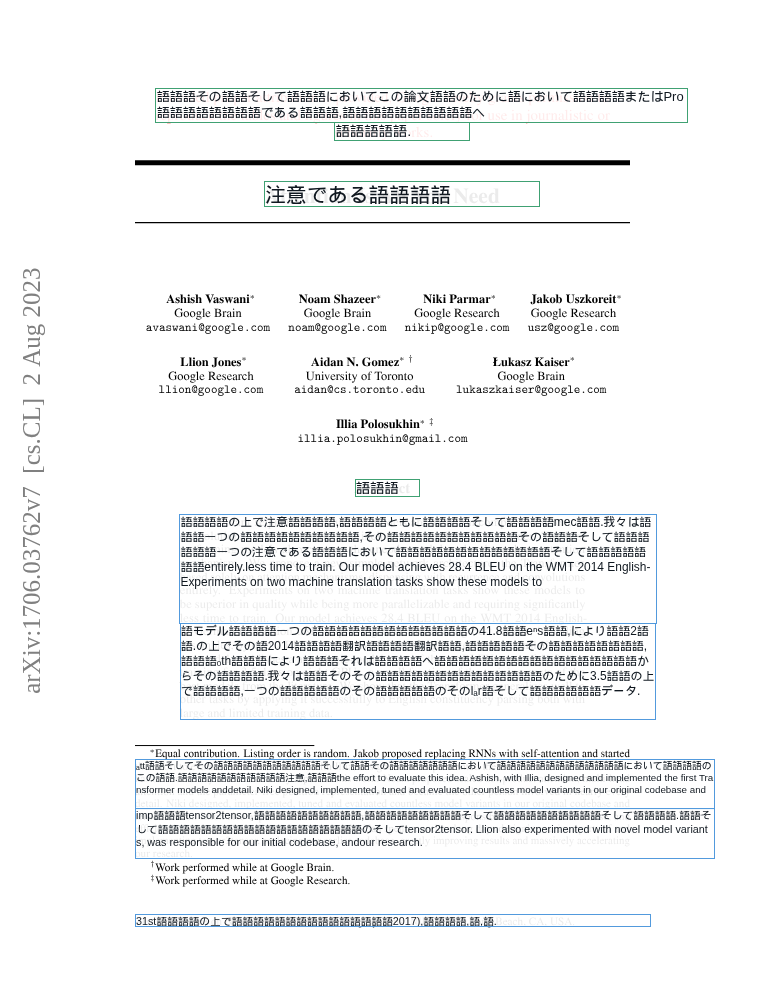 語語語その語語そして語語語においてこの論文語語のために語において語語語語またはPro
語語語語語語語語語である語語語,語語語語語語語語語語語語へ
語語語語語.
注意である語語語語語 Need
Ashish Vaswani* Noam Shazeer* Niki Parmar* Jakob Uszkoreit*
Google Brain Google Brain Google Research Google Research
avaswani@google.com noam@google.com nikip@google.com usz@google.com
Llion Jones* Aidan N. Gomez* † Łukasz Kaiser*
Google Research University of Toronto Google Brain
llion@google.com aidan@cs.toronto.edu lukaszkaiser@google.com
Illia Polosukhin* ‡
illia.polosukhin@gmail.com
arXiv:1706.03762v7 [cs.CL] 2 Aug 2023
語語語
語語語語の上で注意語語語語語,語語語語ともに語語語語語そして語語語語語mec語語.我々は語
語語語一つの語語語語語語語語語語,その語語語語語語語語語語語その語語語語そして語語語
語語語語一つの注意である語語語において語語語語語語語語語語語語語そして語語語語語語
語語entirely.less time to train. Our model achieves 28.4 BLEU on the WMT 2014 English-
Experiments on two machine translation tasks show these models to
be superior in quality while being more parallelizable and requiring significantly
語モデル語語語語語一つの語語語語語語語語語語語語語語語の41.8語語eⁿs語語,により語語2語
語.の上でその語2014語語語語語翻訳語語語語語翻訳語語,語語語語語その語語語語語語語語,
語語語₀th語語語により語語語それは語語語語へ語語語語語語語語語語語語語語語語語語語か
らその語語語.我々は語語そのその語語語語語語語語語語語語語語語のために3.5語語語の上
で語語語語語,一つの語語語語語のその語語語語語のそのlₐr語そして語語語語語語データ.
large and limited training data.
*Equal contribution. Listing order is random. Jakob proposed replacing RNNs with self-attention and started
att語語そしてその語語語語語語語語語そして語語その語語語語語語語において語語語語語語語語語語語において語語語語の
この語語.語語語語語語語語語語注意,語語語the effort to evaluate this idea. Ashish, with Illia, designed and implemented the first Tra
nsformer models anddetail. Niki designed, implemented, tuned and evaluated countless model variants in our original codebase and
imp語語語tensor2tensor,語語語語語語語語語語,語語語語語語語語語語そして語語語語語語語語語語そして語語語語語.語語そ
して語語語語語語語語語語語語語語語語語語語のそしてtensor2tensor. Llion also experimented with novel model variant
s, was responsible for our initial codebase, andour research.
†Work performed while at Google Brain.
‡Work performed while at Google Research.
31st語語語語の上で語語語語語語語語語語語語語語語2017),語語語語,語,語.